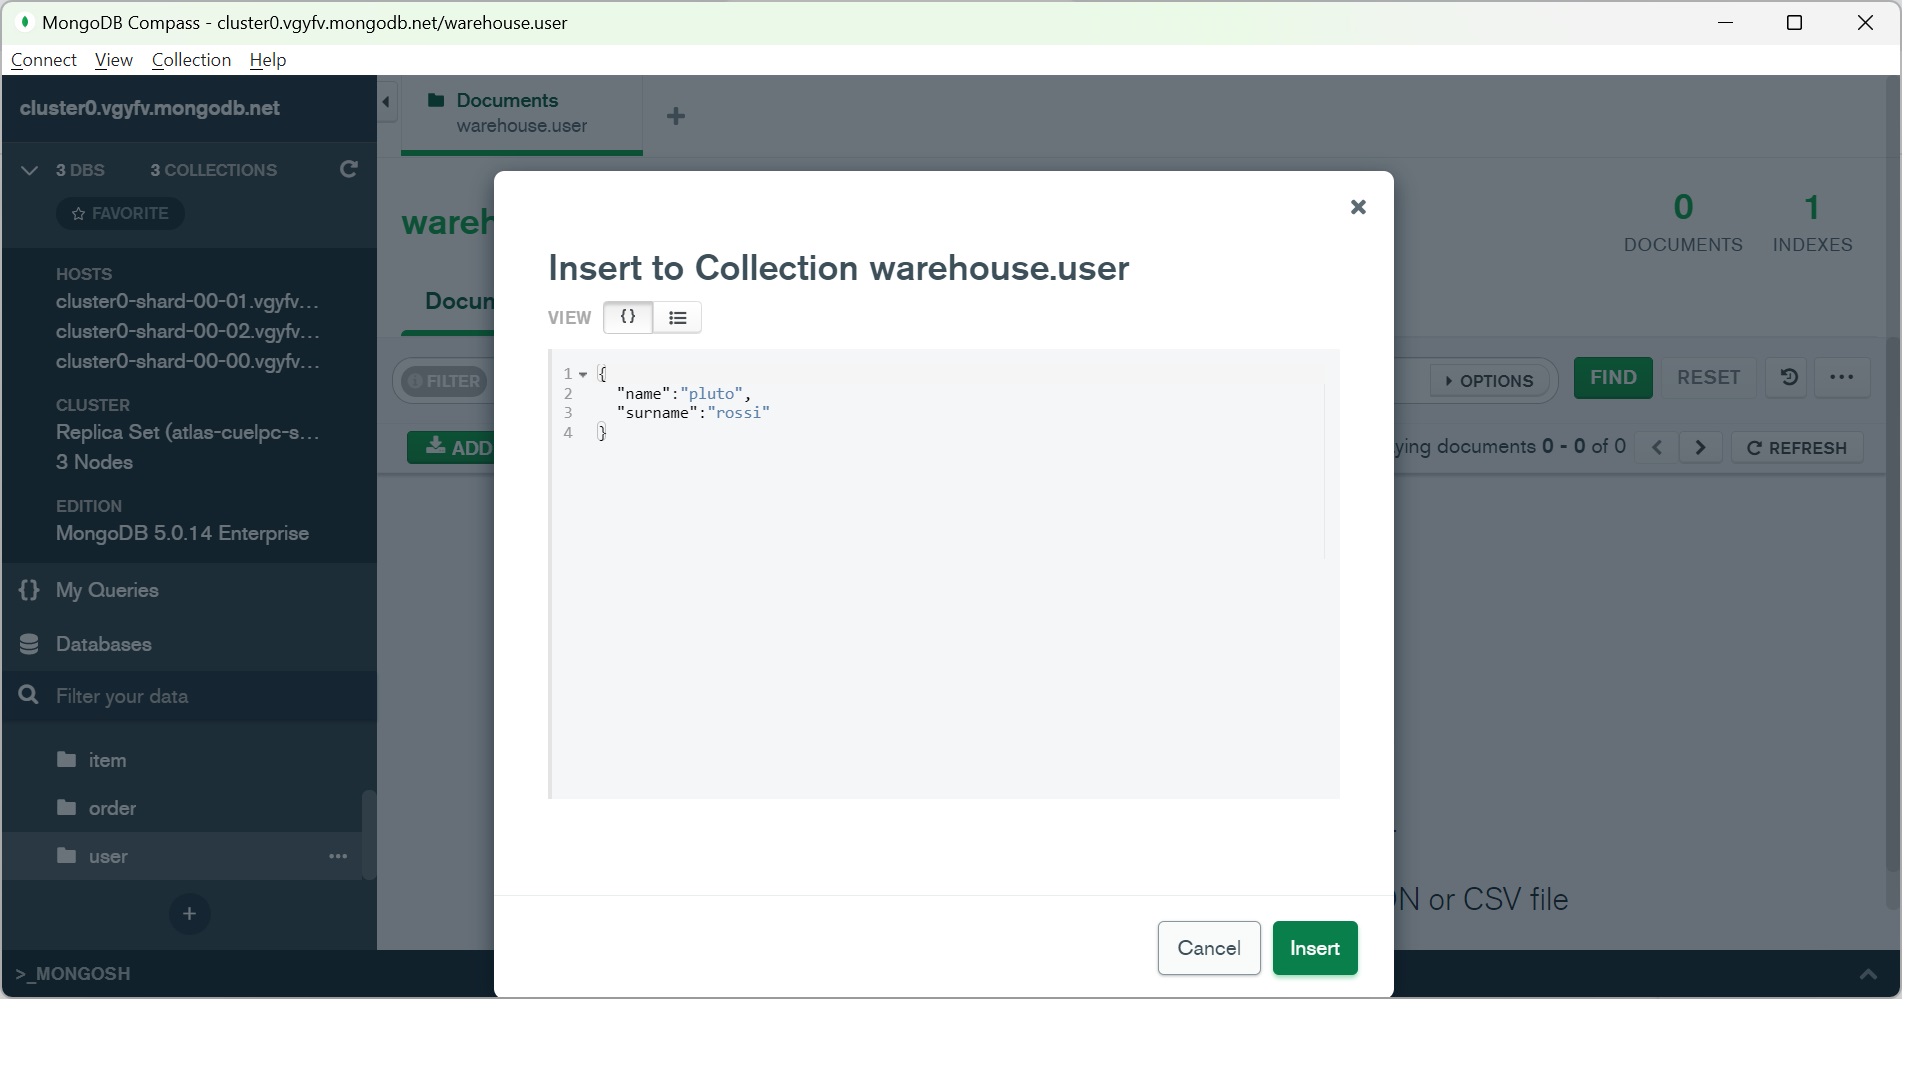 MongoDB Compass - cluster0.vgyfv.mongodb.net/warehouse.user
Connect View Collection Help
cluster0.vgyfv.mongodb.net
3 DBS 3 COLLECTIONS
FAVORITE
HOSTS
cluster0-shard-00-01.vgyfv...
cluster0-shard-00-02.vgyfv...
cluster0-shard-00-00.vgyfv...
CLUSTER
Replica Set (atlas-cuelpc-s...
3 Nodes
EDITION
MongoDB 5.0.14 Enterprise
{} My Queries
Databases
Filter your data
item
order
user ...
+
>_MONGOSH
Documents
warehouse.user
+
wareh
0 1
DOCUMENTS INDEXES
Docun
FILTER
OPTIONS FIND RESET ...
ADD
ying documents 0 - 0 of 0 < > REFRESH
Insert to Collection warehouse.user
VIEW {}
1 {
2 "name":"pluto",
3 "surname":"rossi"
4 }
N or CSV file
Cancel Insert